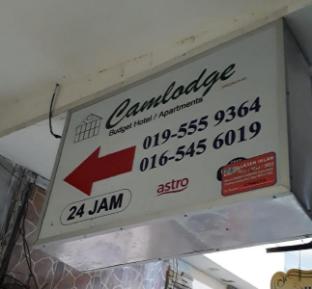 Camlodge
Budget Hotel / Apartments
019-555 9364
016-545 6019
astro
24 JAM